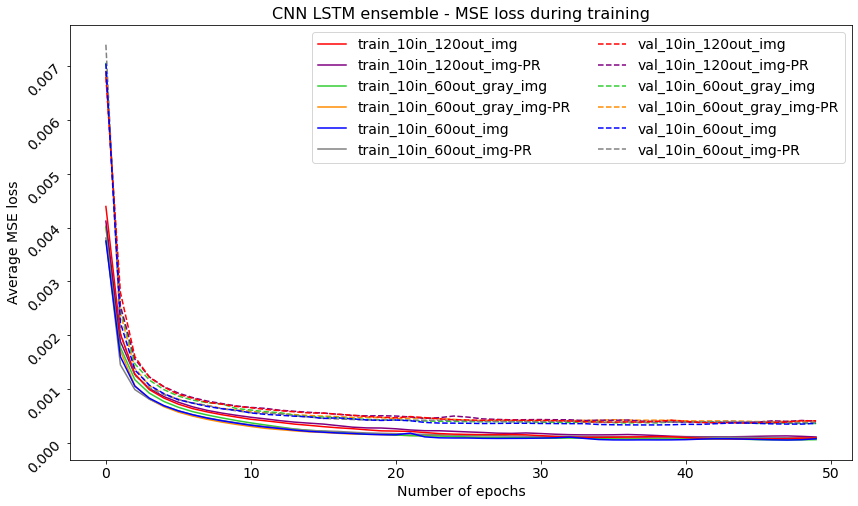 CNN LSTM ensemble - MSE loss during training
train_10in_120out_img
train_10in_120out_img-PR
train_10in_60out_gray_img
train_10in_60out_gray_img-PR
train_10in_60out_img
train_10in_60out_img-PR
val_10in_120out_img
val_10in_120out_img-PR
val_10in_60out_gray_img
val_10in_60out_gray_img-PR
val_10in_60out_img
val_10in_60out_img-PR
Average MSE loss
0.007
0.006
0.005
0.004
0.003
0.002
0.001
0.000
0 10 20 30 40 50
Number of epochs